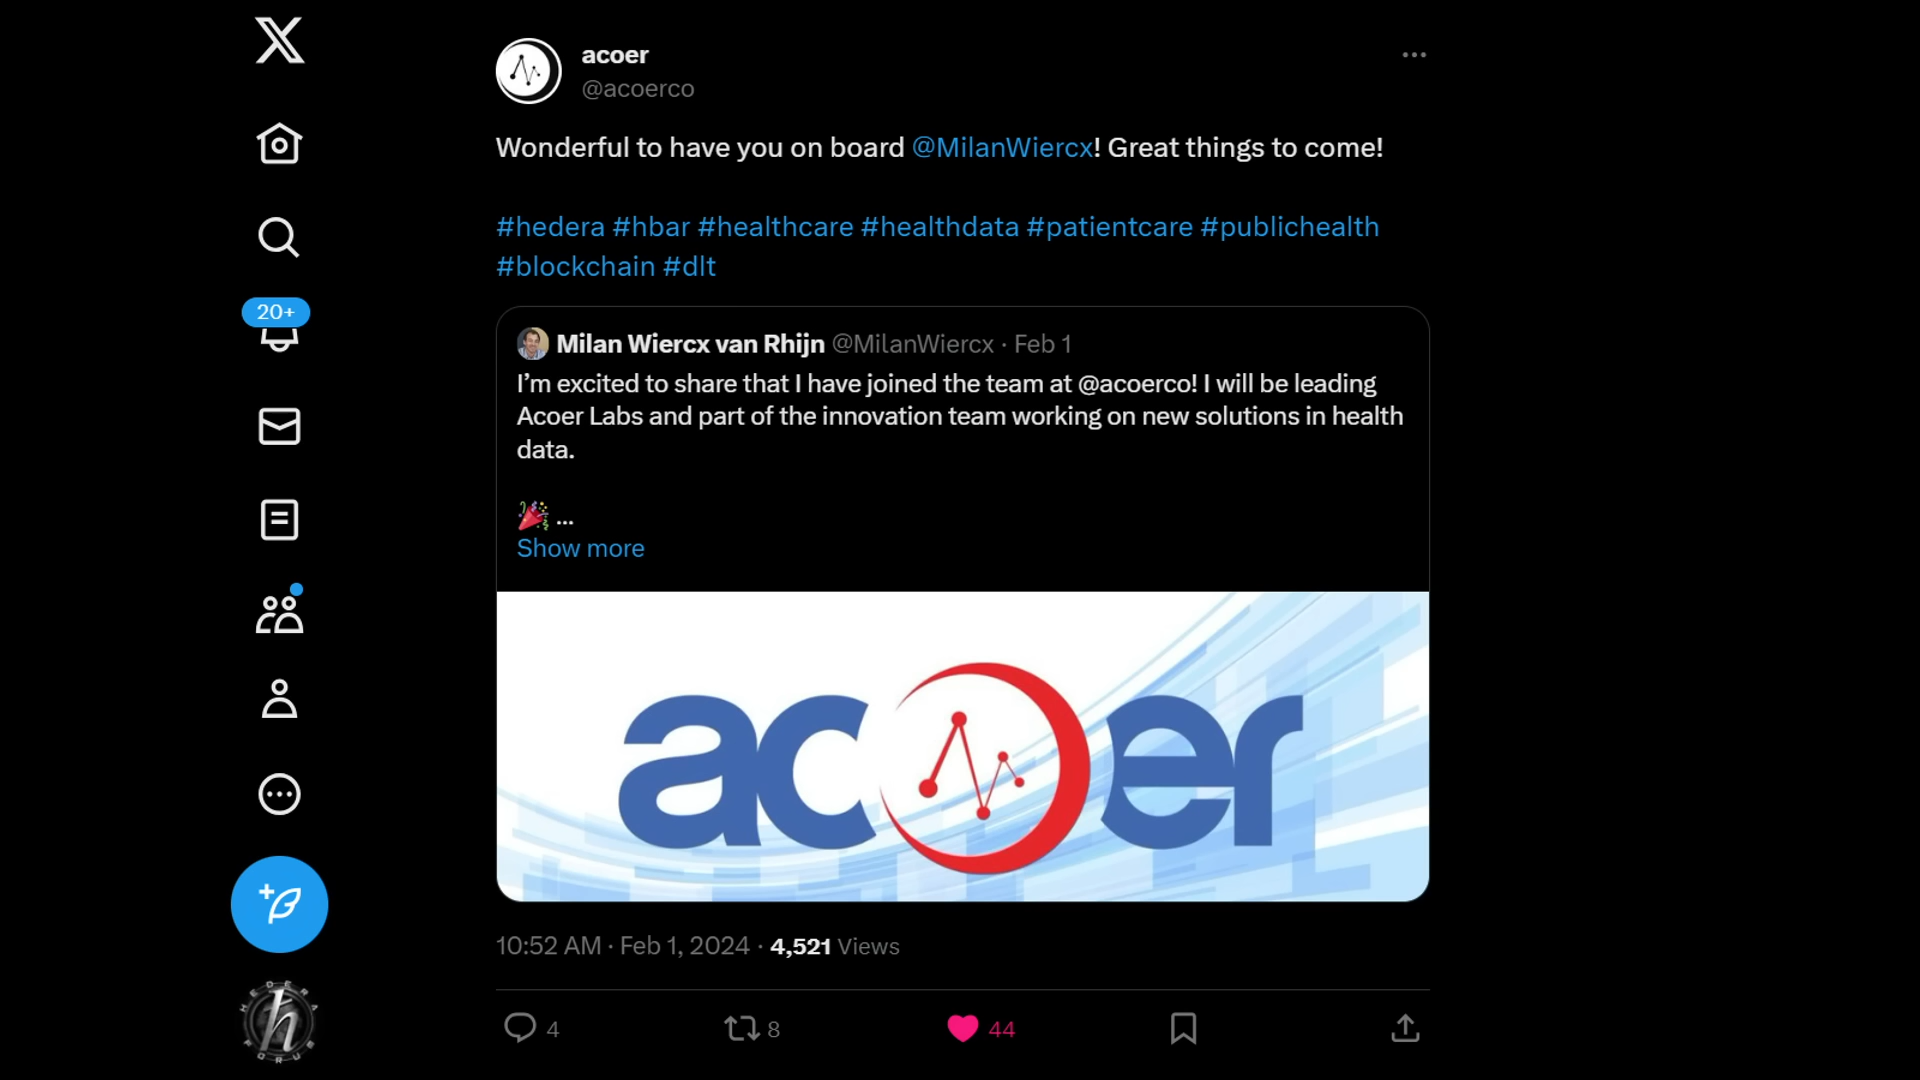 acoer
@acoerco
Wonderful to have you on board @MilanWiercx! Great things to come!
#hedera #hbar #healthcare #healthdata #patientcare #publichealth
#blockchain #dlt
20+
Milan Wiercx van Rhijn @MilanWiercx · Feb 1
I’m excited to share that I have joined the team at @acoerco! I will be leading
Acoer Labs and part of the innovation team working on new solutions in health
data.
🎉 ...
Show more
acoer
10:52 AM · Feb 1, 2024 · 4,521 Views
4 8 44
HEDERA
h
FORUE